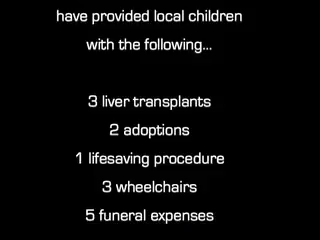 have provided local children
with the following...
3 liver transplants
2 adoptions
1 lifesaving procedure
3 wheelchairs
5 funeral expenses